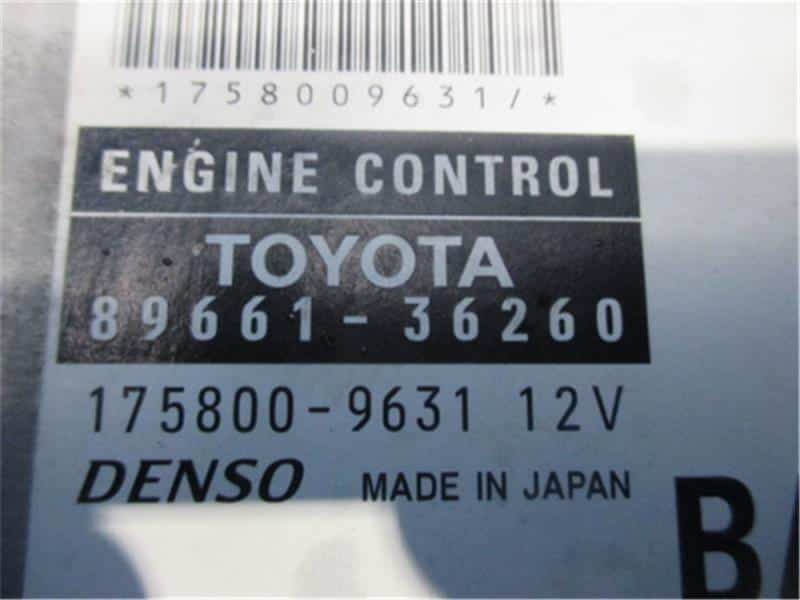 *1758009631/*
ENGINE CONTROL
TOYOTA
89661-36260
175800-9631 12V
DENSO MADE IN JAPAN
B